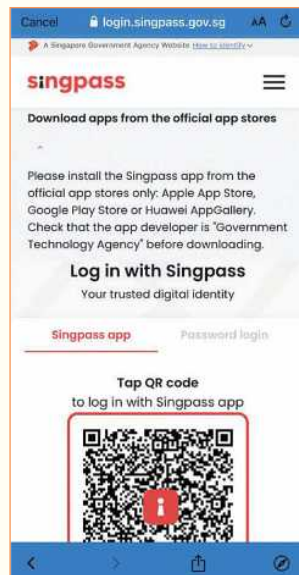 Cancel login.singpass.gov.sg AA
A Singapore Government Agency Website How to identify
singpass
Download apps from the official app stores
Please install the Singpass app from the
official app stores only: Apple App Store,
Google Play Store or Huawei AppGallery.
Check that the app developer is "Government
Technology Agency" before downloading.
Log in with Singpass
Your trusted digital identity
Singpass app Password login
Tap QR code
to log in with Singpass app